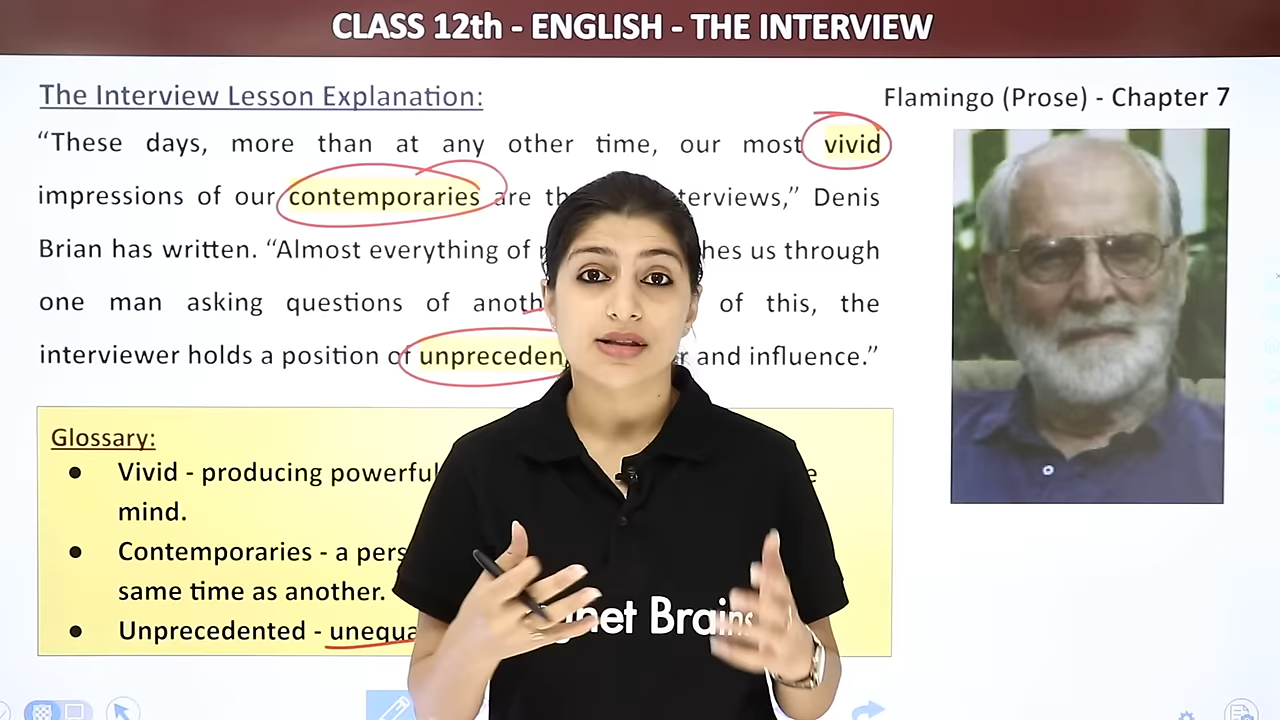 CLASS 12th - ENGLISH - THE INTERVIEW
The Interview Lesson Explanation:
Flamingo (Prose) - Chapter 7
“These days, more than at any other time, our most vivid
impressions of our contemporaries are
terviews,” Denis
Brian has written. “Almost everything of
hes us through
one man asking questions of
of this, the
interviewer holds a position of unpreceden
and influence.”
Glossary:
● Vivid - producing powerful
mind.
● Contemporaries - a pers
same time as another.
● Unprecedented - unequa
net Brains